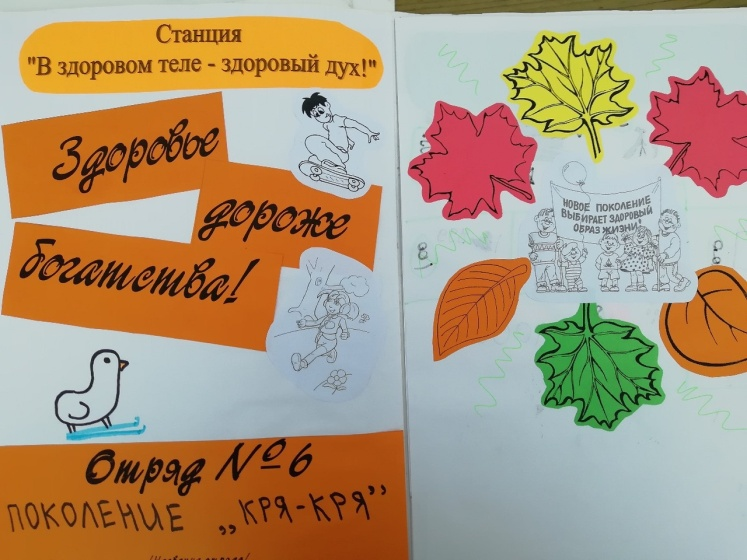 Станция
"В здоровом теле - здоровый дух!"
Здоровье
дороже
богатства!
Отряд №6
ПОКОЛЕНИЕ „КРЯ-КРЯ”
НОВОЕ ПОКОЛЕНИЕ
ВЫБИРАЕТ ЗДОРОВЫЙ
ОБРАЗ ЖИЗНИ!